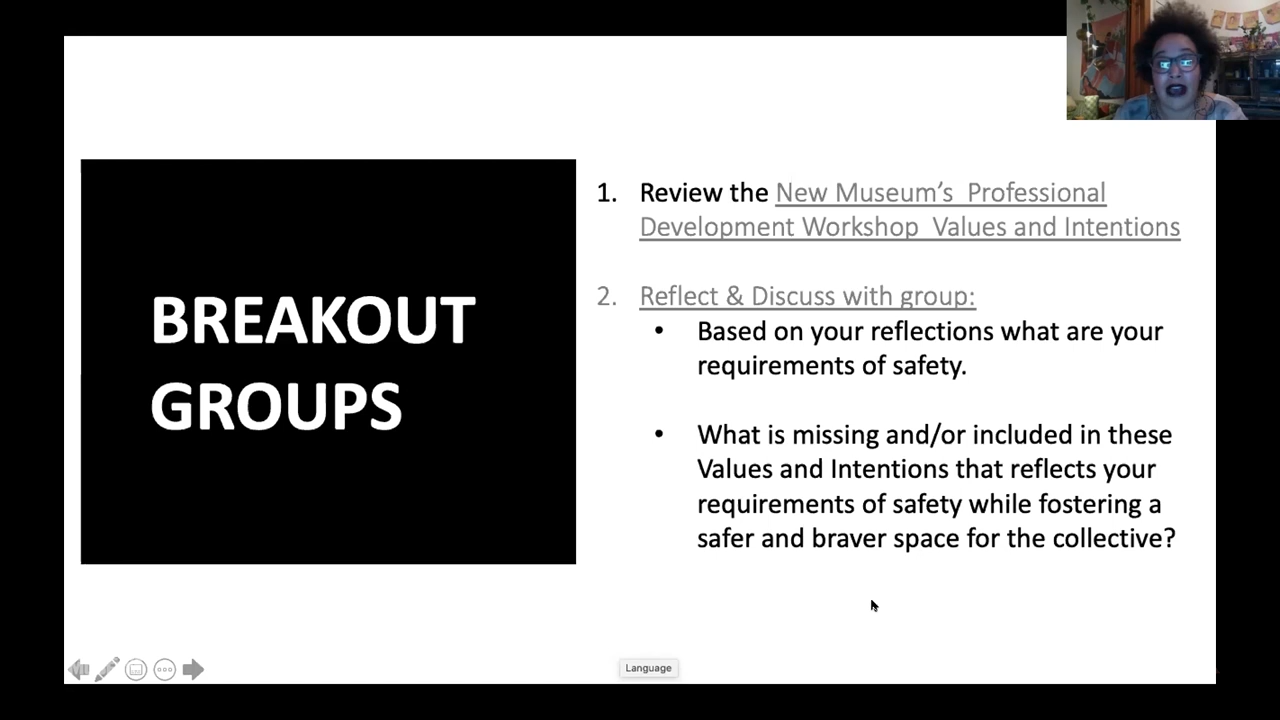 BREAKOUT
GROUPS
1. Review the New Museum’s  Professional
Development Workshop  Values and Intentions
2. Reflect & Discuss with group:
• Based on your reflections what are your
requirements of safety.
• What is missing and/or included in these
Values and Intentions that reflects your
requirements of safety while fostering a
safer and braver space for the collective?
Language